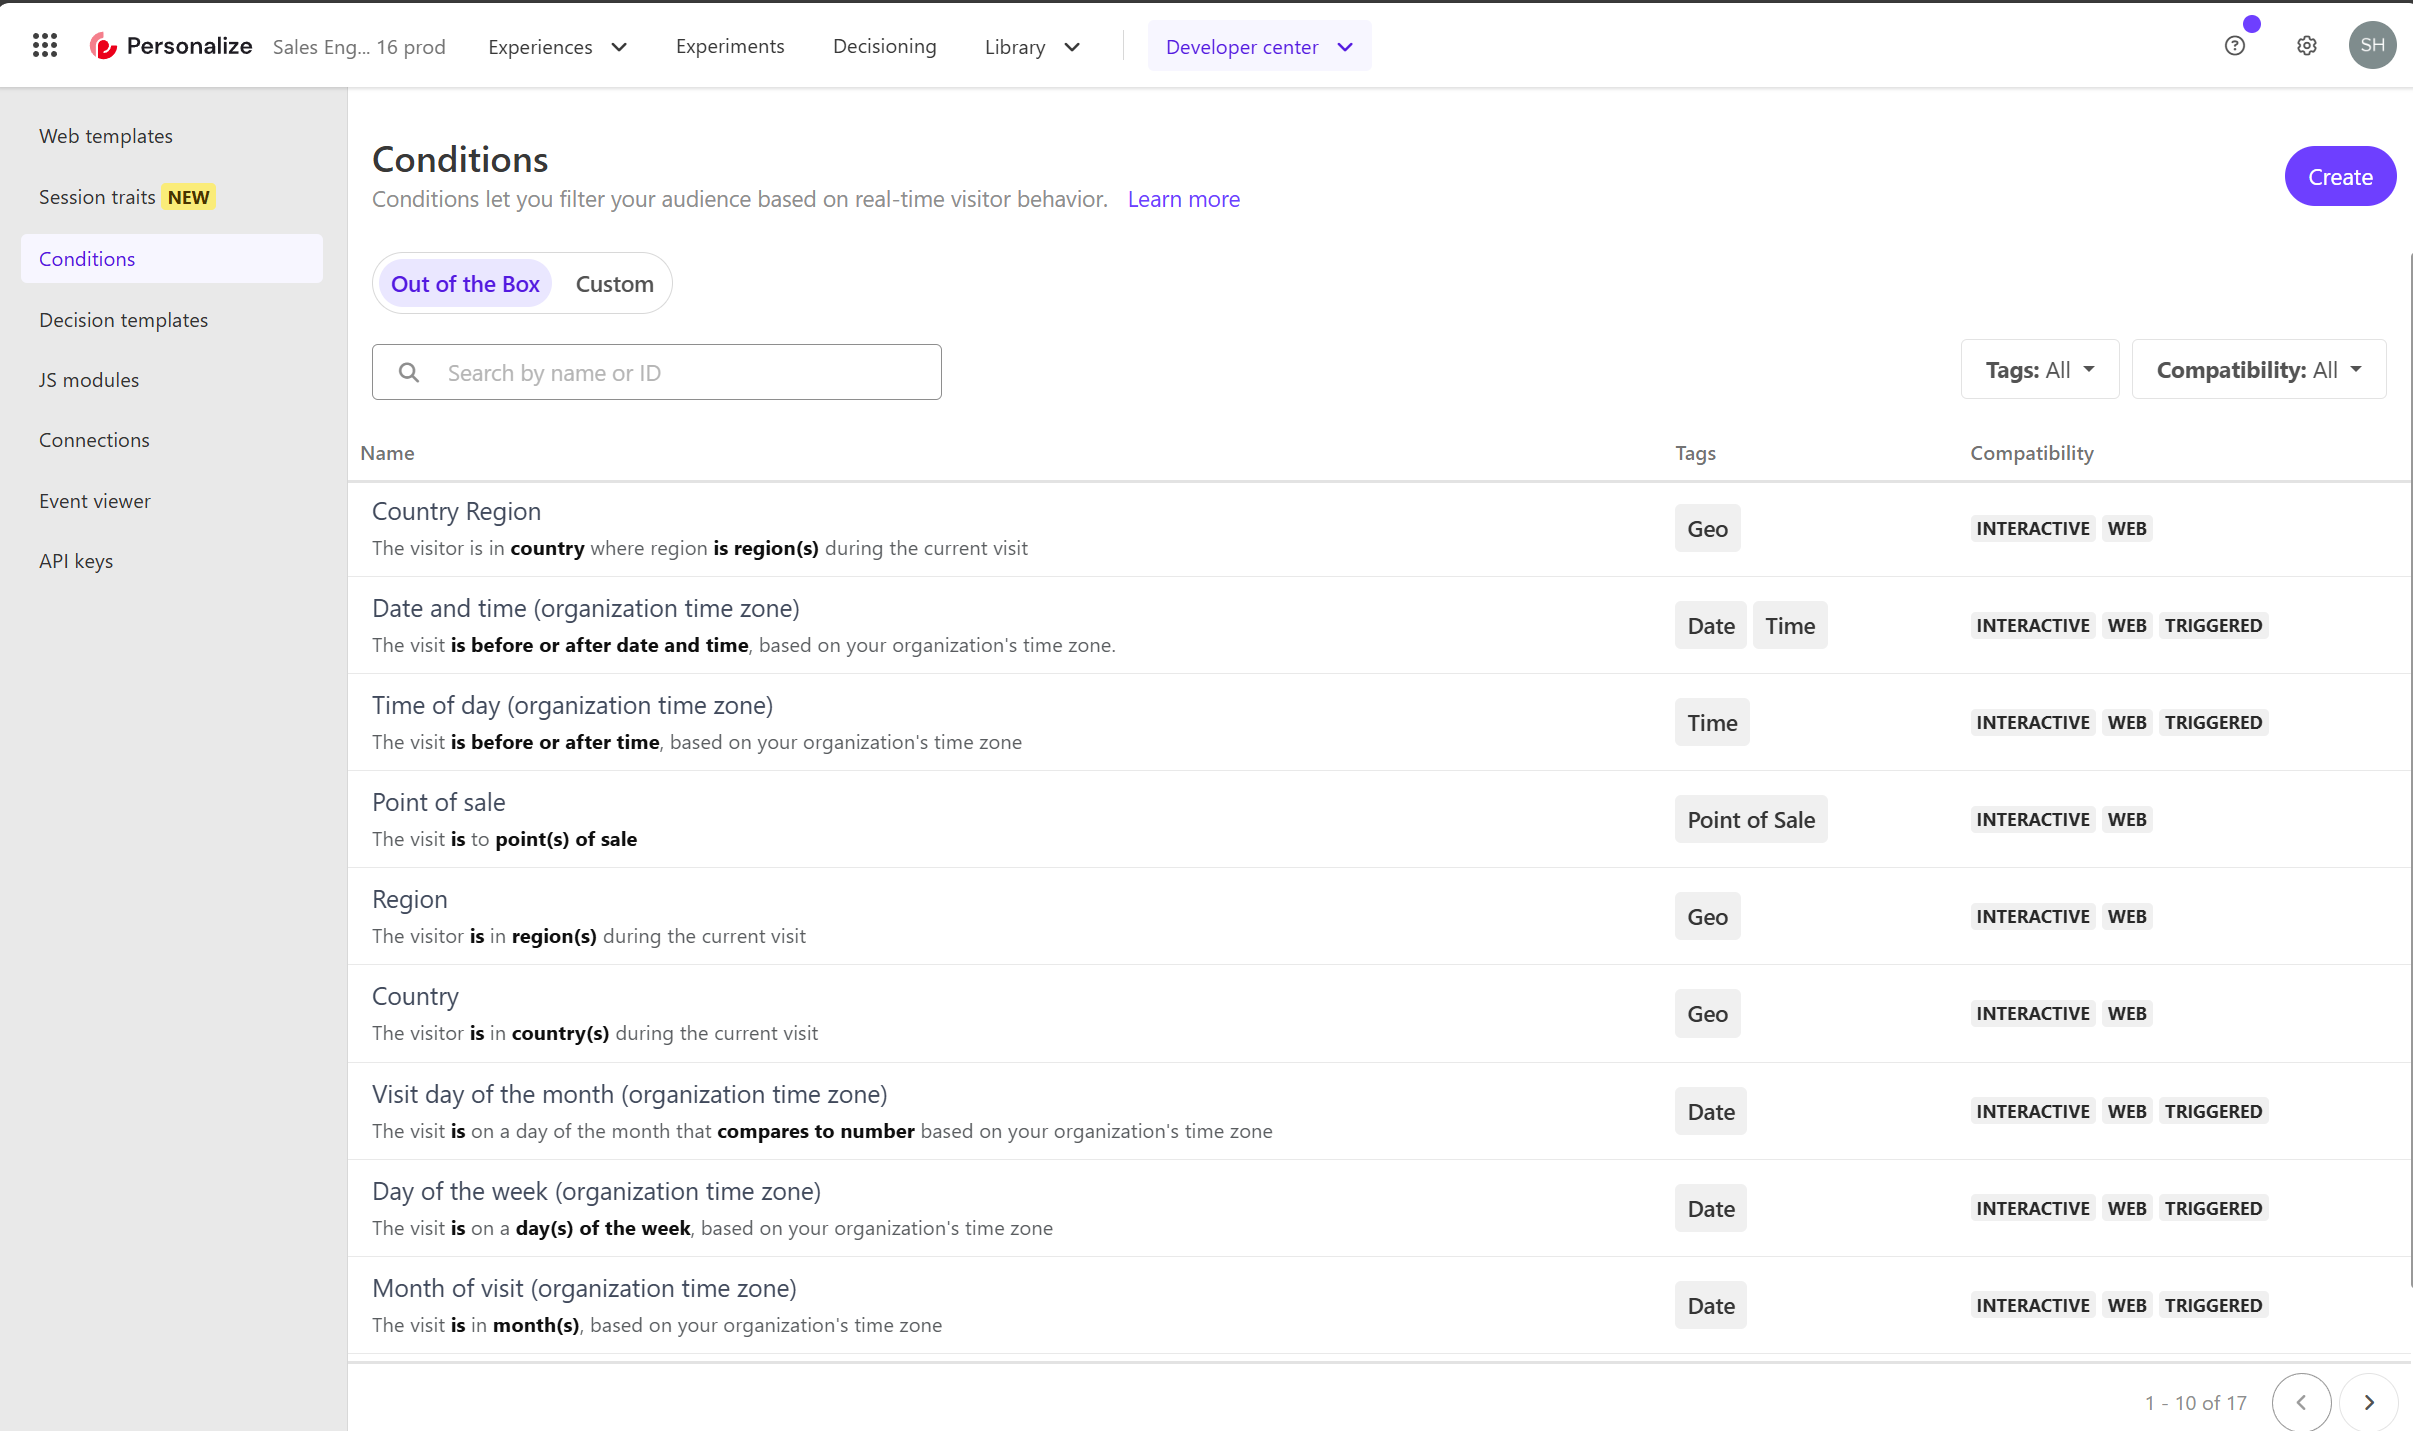 Personalize Sales Eng... 16 prod Experiences Experiments Decisioning Library Developer center SH
Web templates
Session traits NEW
Conditions
Decision templates
JS modules
Connections
Event viewer
API keys
Conditions
Conditions let you filter your audience based on real-time visitor behavior. Learn more
Create
Out of the Box Custom
Search by name or ID
Tags: All Compatibility: All
Name Tags Compatibility
Country Region
The visitor is in country where region is region(s) during the current visit
Geo
INTERACTIVE WEB
Date and time (organization time zone)
The visit is before or after date and time, based on your organization's time zone.
Date Time
INTERACTIVE WEB TRIGGERED
Time of day (organization time zone)
The visit is before or after time, based on your organization's time zone
Time
INTERACTIVE WEB TRIGGERED
Point of sale
The visit is to point(s) of sale
Point of Sale
INTERACTIVE WEB
Region
The visitor is in region(s) during the current visit
Geo
INTERACTIVE WEB
Country
The visitor is in country(s) during the current visit
Geo
INTERACTIVE WEB
Visit day of the month (organization time zone)
The visit is on a day of the month that compares to number based on your organization's time zone
Date
INTERACTIVE WEB TRIGGERED
Day of the week (organization time zone)
The visit is on a day(s) of the week, based on your organization's time zone
Date
INTERACTIVE WEB TRIGGERED
Month of visit (organization time zone)
The visit is in month(s), based on your organization's time zone
Date
INTERACTIVE WEB TRIGGERED
1 - 10 of 17